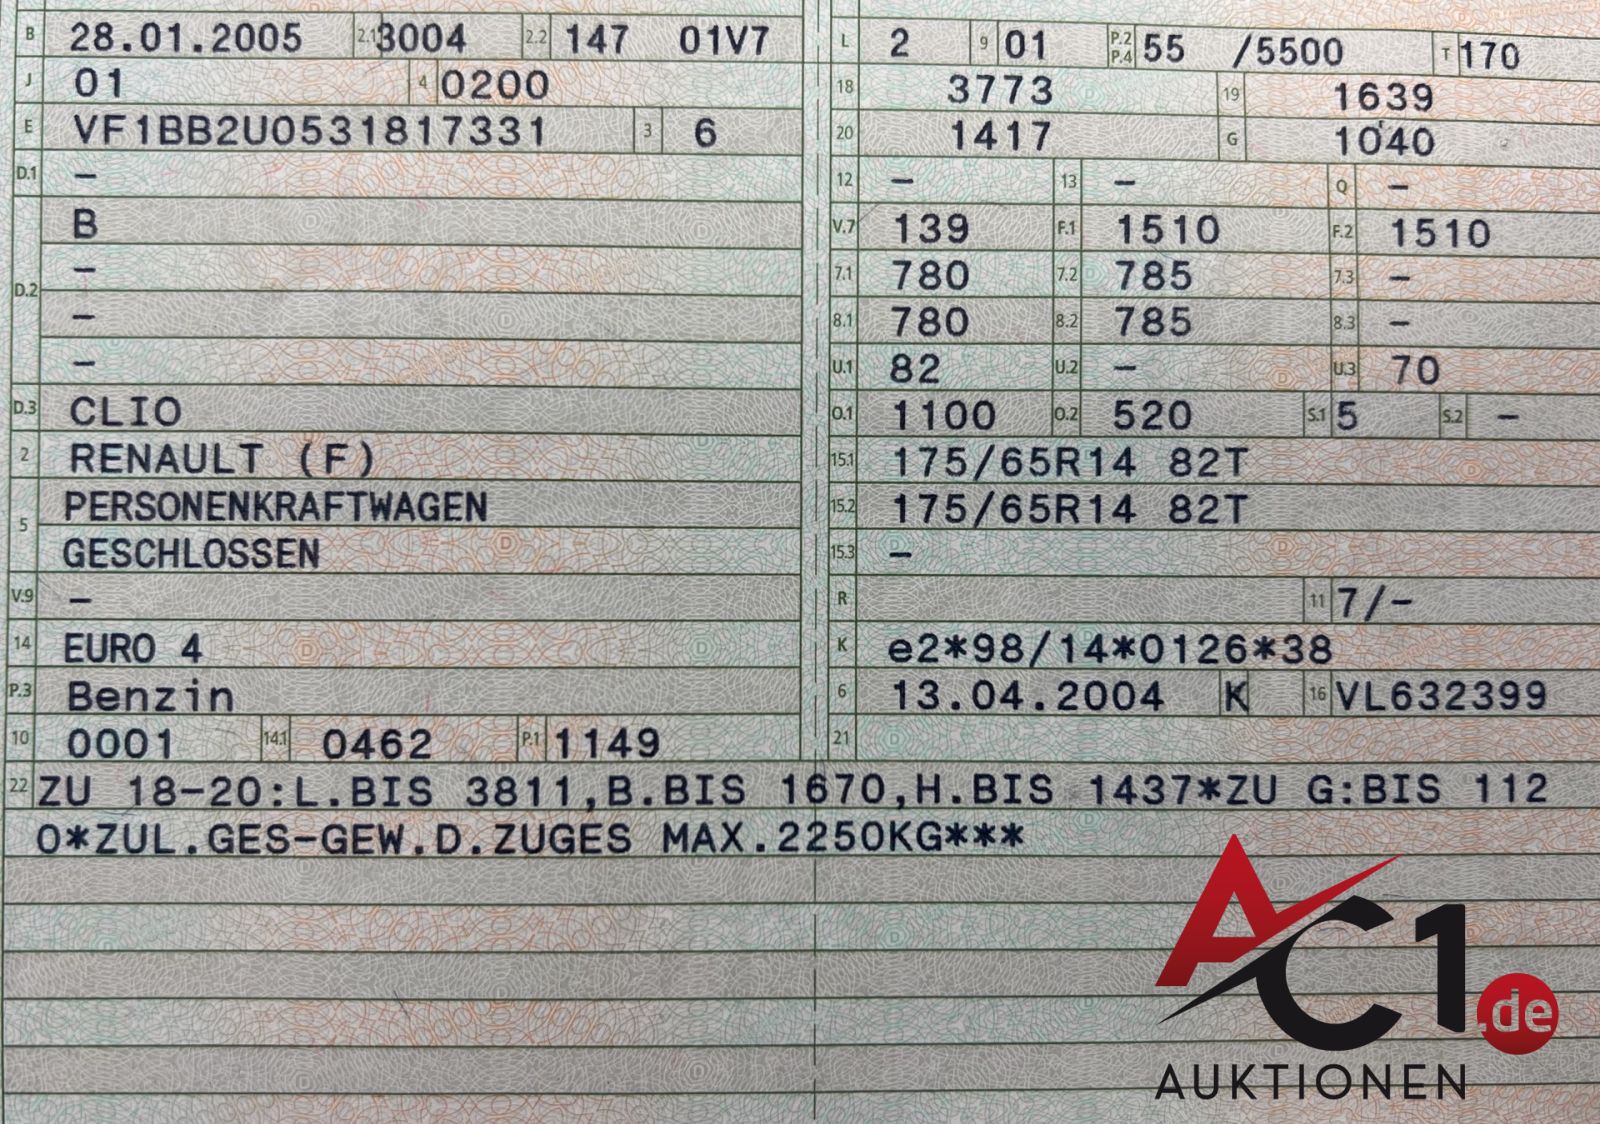 B 28.01.2005 2.1 3004 2.2 147 01V7
J 01 4 0200
E VF1BB2U0531817331 3 6
D.1 –
D.2 B
–
–
–
D.3 CLIO
2 RENAULT (F)
5 PERSONENKRAFTWAGEN
GESCHLOSSEN
V.9 –
14 EURO 4
P.3 Benzin
10 0001 14.1 0462 P.1 1149
L 2 9 01 P.2 P.4 55 /5500 T 170
18 3773 19 1639
20 1417 G 1040
12 – 13 – Q –
V.7 139 F.1 1510 F.2 1510
7.1 780 7.2 785 7.3 –
8.1 780 8.2 785 8.3 –
U.1 82 U.2 – U.3 70
O.1 1100 O.2 520 S.1 5 S.2 –
15.1 175/65R14 82T
15.2 175/65R14 82T
15.3 –
R 11 7/–
K e2*98/14*0126*38
6 13.04.2004 K 16 VL632399
21
22 ZU 18-20:L.BIS 3811,B.BIS 1670,H.BIS 1437*ZU G:BIS 112
0*ZUL.GES-GEW.D.ZUGES MAX.2250KG***
AC1.de
AUKTIONEN